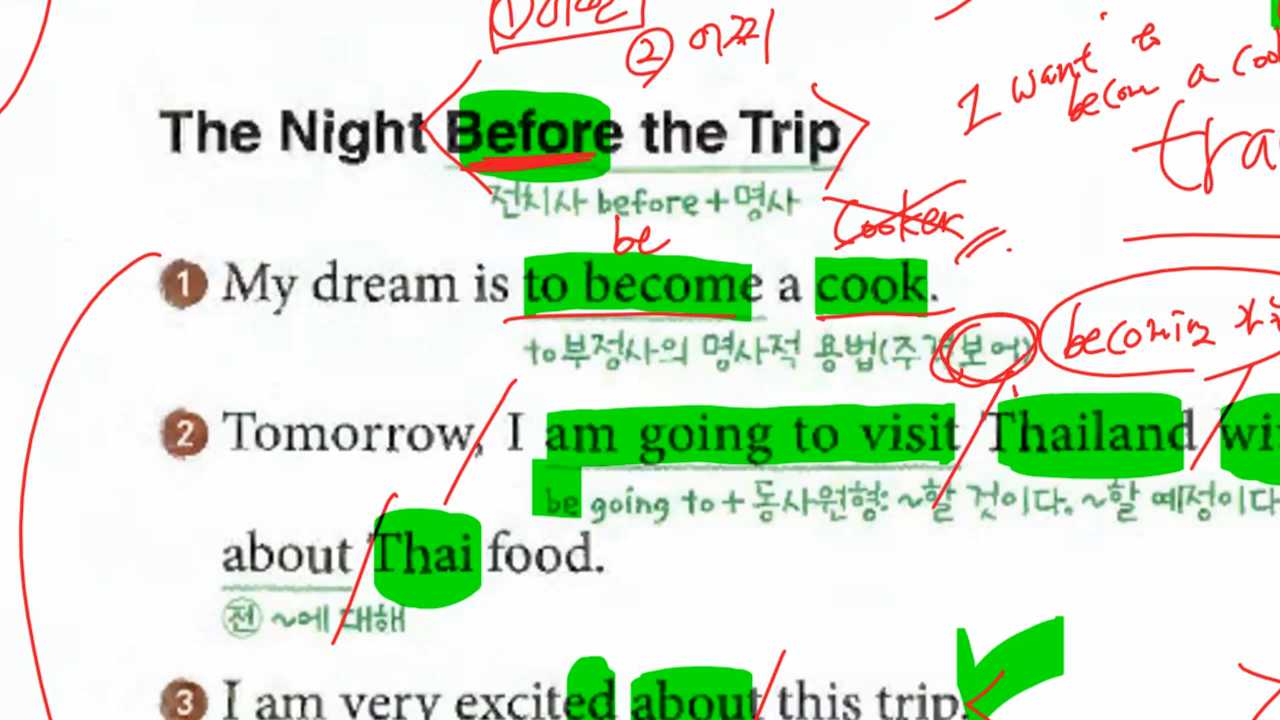 ② 어찌
I want to
become a
The Night Before the Trip
전치사 before+명사
Cooker
be
① My dream is to become a cook.
to부정사의 명사적 용법(주격보어)
becoming
② Tomorrow, I am going to visit Thailand
be going to+동사원형: ~할 것이다. ~할 예정이다
about Thai food.
전 ~에 대해
③ I am very excited about this trip.